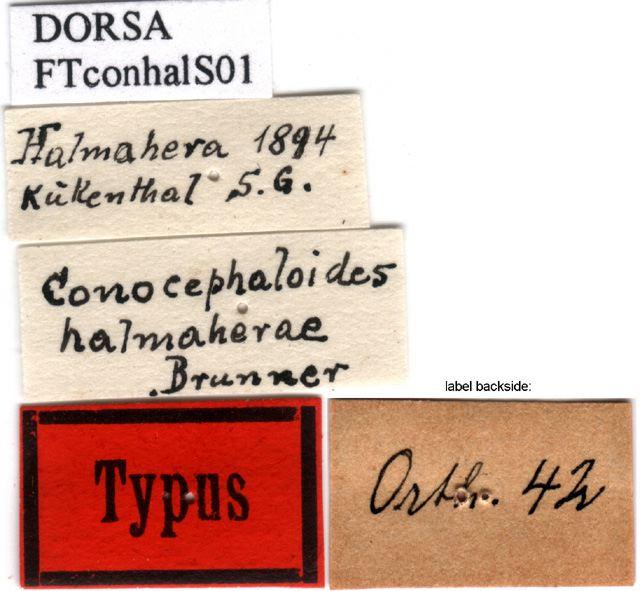 DORSA
FTconhalS01
Halmahera 1894
Kükenthal S.G.
Conocephaloides
halmaherae
Brunner
Typus
label backside:
Orth. 42